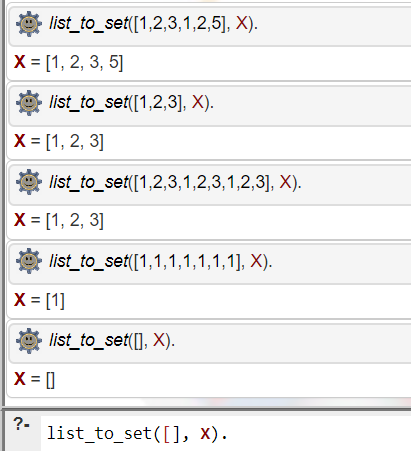 list_to_set([1,2,3,1,2,5], X).
X = [1, 2, 3, 5]
list_to_set([1,2,3], X).
X = [1, 2, 3]
list_to_set([1,2,3,1,2,3,1,2,3], X).
X = [1, 2, 3]
list_to_set([1,1,1,1,1,1,1], X).
X = [1]
list_to_set([], X).
X = []
?- list_to_set([], X).